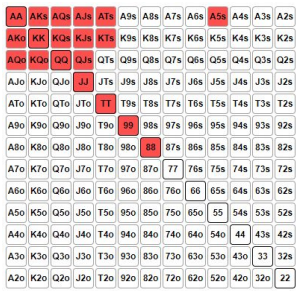 AA AKs AQs AJs ATs A9s A8s A7s A6s A5s A4s A3s A2s
AKo KK KQs KJs KTs K9s K8s K7s K6s K5s K4s K3s K2s
AQo KQo QQ QJs QTs Q9s Q8s Q7s Q6s Q5s Q4s Q3s Q2s
AJo KJo QJo JJ JTs J9s J8s J7s J6s J5s J4s J3s J2s
ATo KTo QTo JTo TT T9s T8s T7s T6s T5s T4s T3s T2s
A9o K9o Q9o J9o T9o 99 98s 97s 96s 95s 94s 93s 92s
A8o K8o Q8o J8o T8o 98o 88 87s 86s 85s 84s 83s 82s
A7o K7o Q7o J7o T7o 97o 87o 77 76s 75s 74s 73s 72s
A6o K6o Q6o J6o T6o 96o 86o 76o 66 65s 64s 63s 62s
A5o K5o Q5o J5o T5o 95o 85o 75o 65o 55 54s 53s 52s
A4o K4o Q4o J4o T4o 94o 84o 74o 64o 54o 44 43s 42s
A3o K3o Q3o J3o T3o 93o 83o 73o 63o 53o 43o 33 32s
A2o K2o Q2o J2o T2o 92o 82o 72o 62o 52o 42o 32o 22